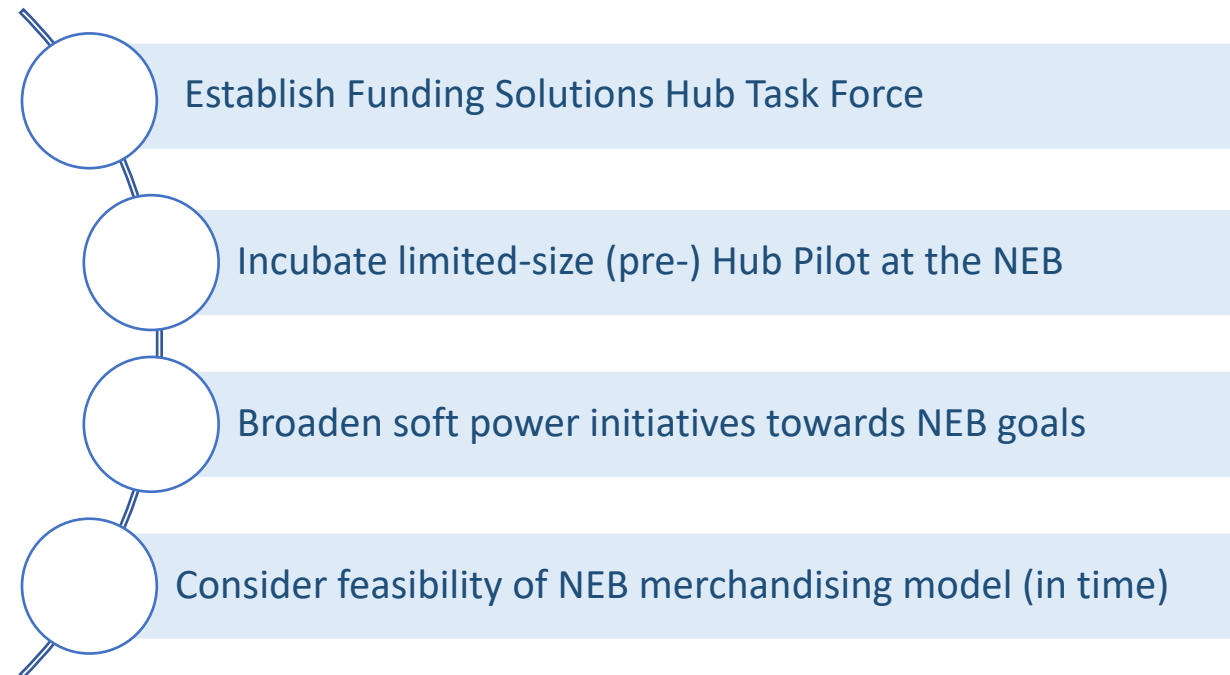 Establish Funding Solutions Hub Task Force
Incubate limited-size (pre-) Hub Pilot at the NEB
Broaden soft power initiatives towards NEB goals
Consider feasibility of NEB merchandising model (in time)